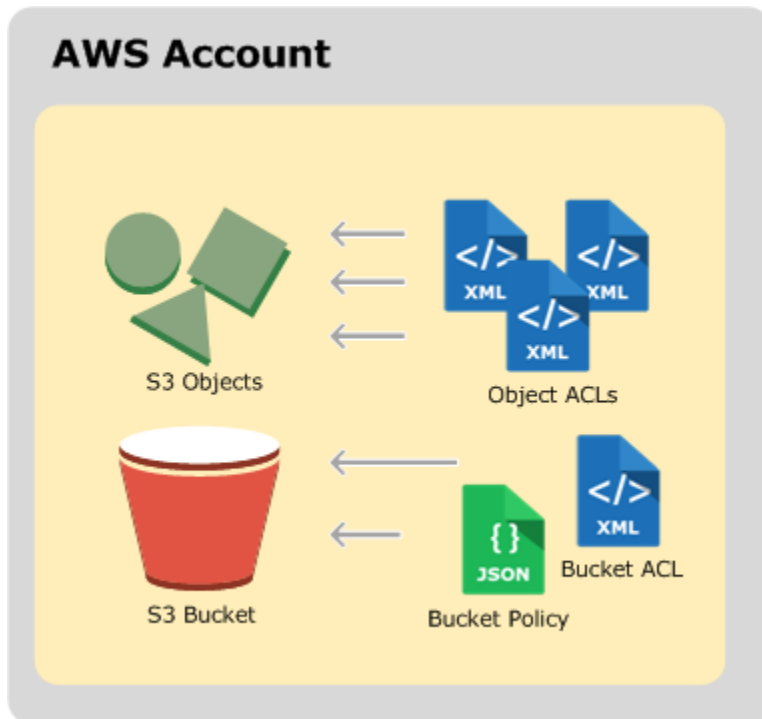 AWS Account
</>
XML
</>
XML
</>
XML
S3 Objects
Object ACLs
</>
XML
{ }
JSON
Bucket ACL
S3 Bucket
Bucket Policy